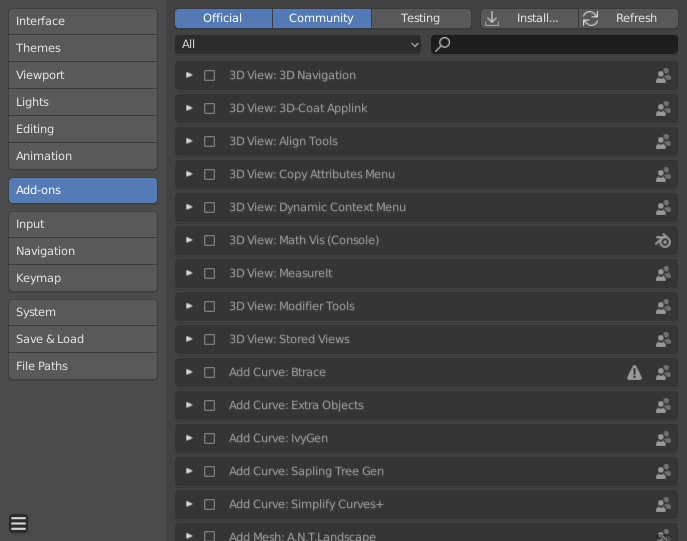 Interface
Themes
Viewport
Lights
Editing
Animation
Add-ons
Input
Navigation
Keymap
System
Save & Load
File Paths
Official Community Testing Install... Refresh
All
3D View: 3D Navigation
3D View: 3D-Coat Applink
3D View: Align Tools
3D View: Copy Attributes Menu
3D View: Dynamic Context Menu
3D View: Math Vis (Console)
3D View: MeasureIt
3D View: Modifier Tools
3D View: Stored Views
Add Curve: Btrace
Add Curve: Extra Objects
Add Curve: IvyGen
Add Curve: Sapling Tree Gen
Add Curve: Simplify Curves+
Add Mesh: A.N.T.Landscape